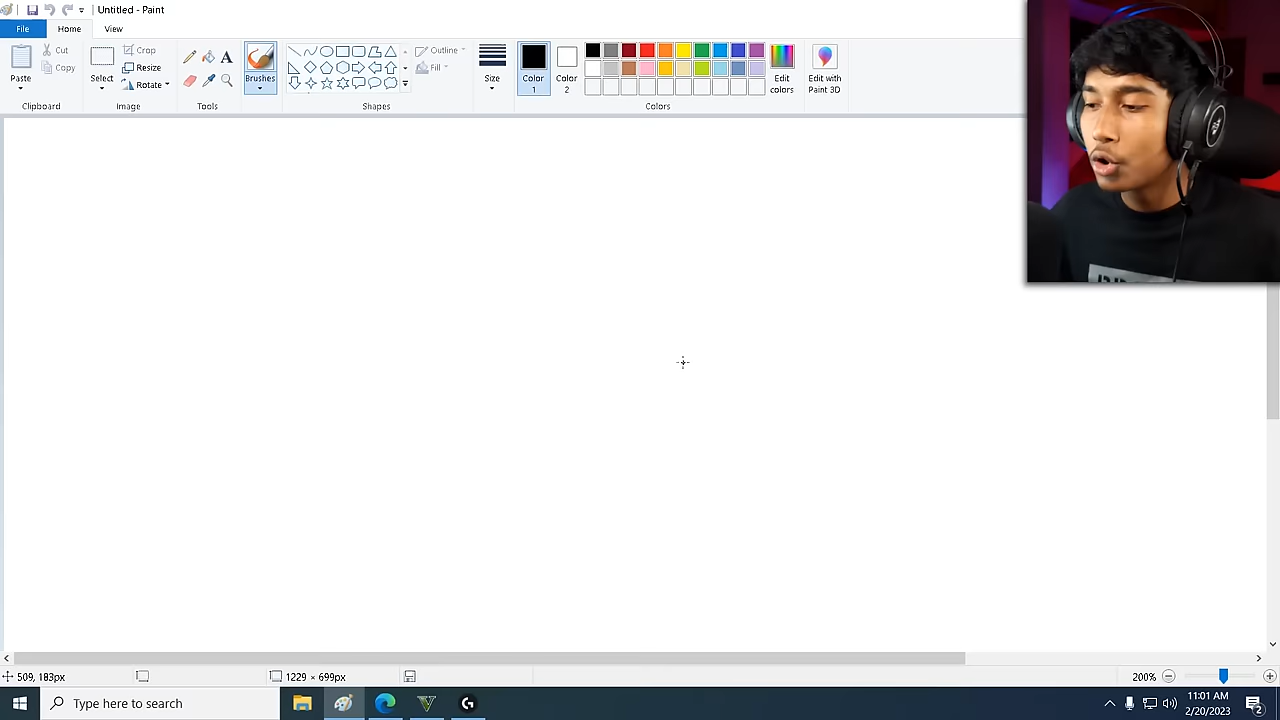 Untitled - Paint
File Home View
Cut
Copy
Paste
Clipboard
Select
Crop
Resize
Rotate
Image
A
Tools
Brushes
Outline
Fill
Shapes
Size
Color 1
Color 2
Edit colors
Colors
Edit with Paint 3D
509, 183px
1229 × 699px
200%
Type here to search
11:01 AM
2/20/2023
2